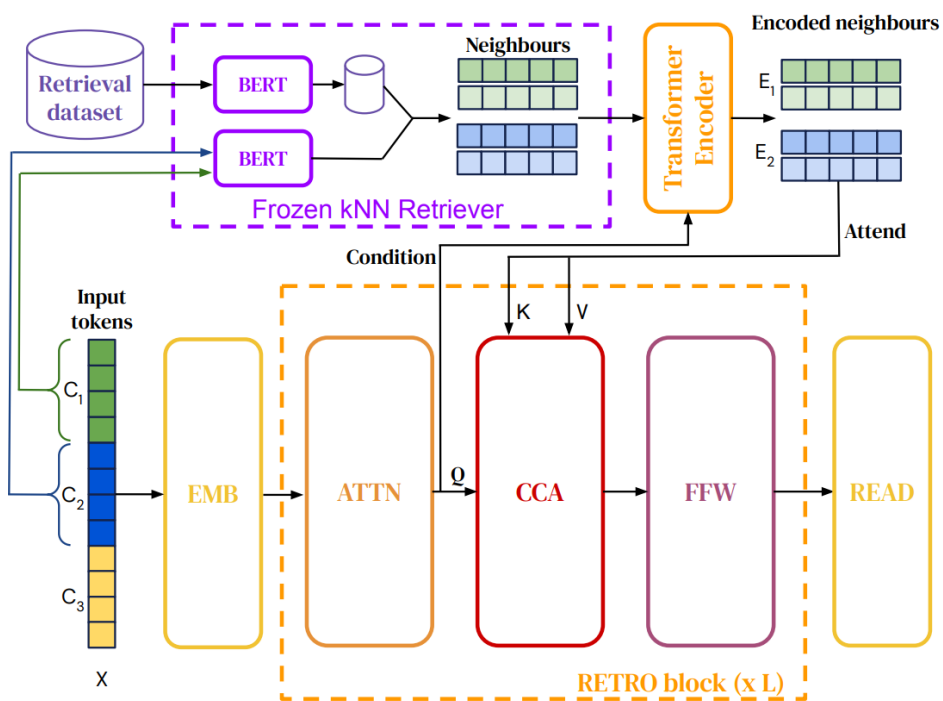 Retrieval
dataset
BERT
BERT
Neighbours
Frozen kNN Retriever
Transformer
Encoder
Encoded neighbours
E1
E2
Attend
Condition
K
V
Input
tokens
C1
C2
C3
X
EMB
ATTN
Q
CCA
FFW
READ
RETRO block (x L)